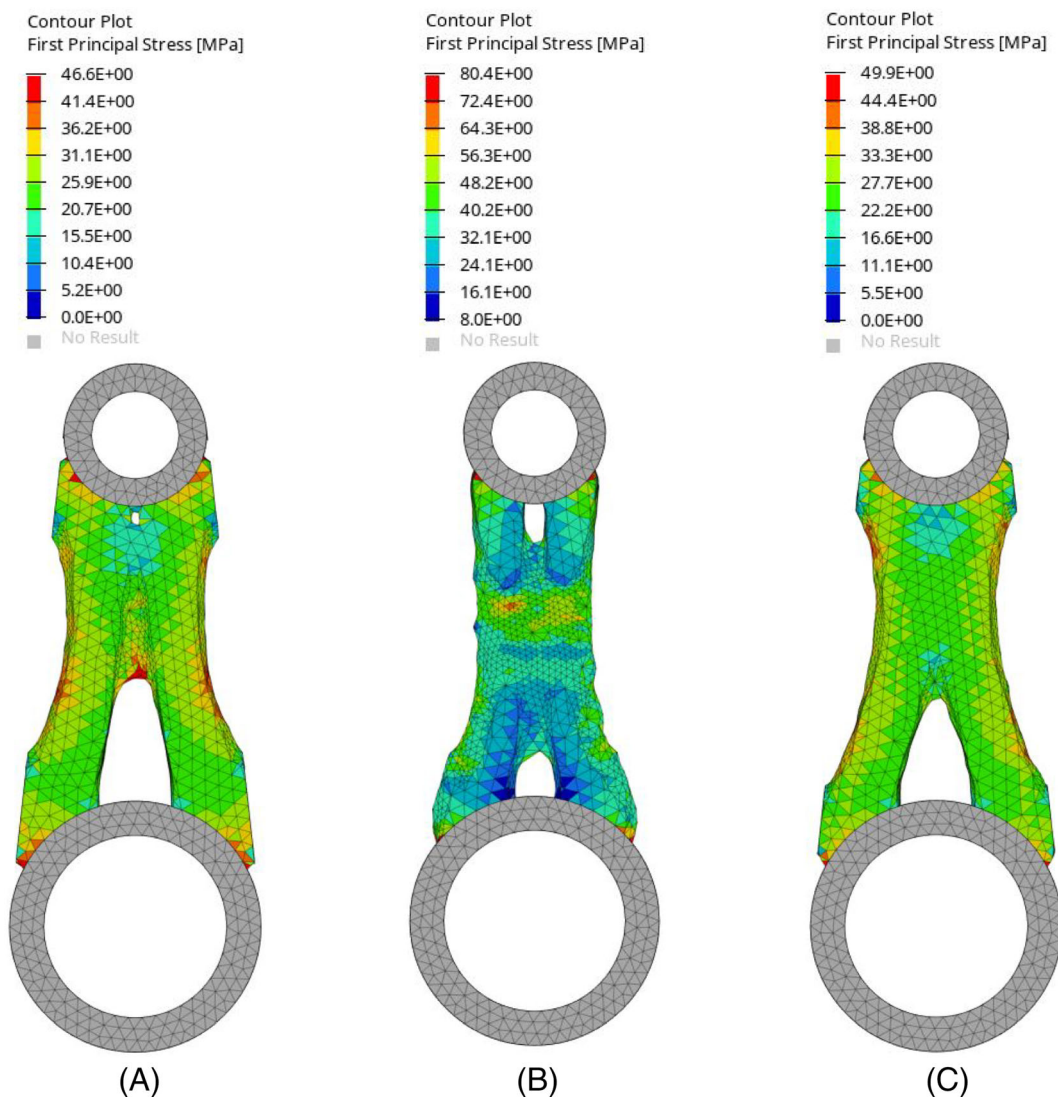 Contour Plot
First Principal Stress [MPa]
46.6E+00
41.4E+00
36.2E+00
31.1E+00
25.9E+00
20.7E+00
15.5E+00
10.4E+00
5.2E+00
0.0E+00
No Result
(A)
Contour Plot
First Principal Stress [MPa]
80.4E+00
72.4E+00
64.3E+00
56.3E+00
48.2E+00
40.2E+00
32.1E+00
24.1E+00
16.1E+00
8.0E+00
No Result
(B)
Contour Plot
First Principal Stress [MPa]
49.9E+00
44.4E+00
38.8E+00
33.3E+00
27.7E+00
22.2E+00
16.6E+00
11.1E+00
5.5E+00
0.0E+00
No Result
(C)